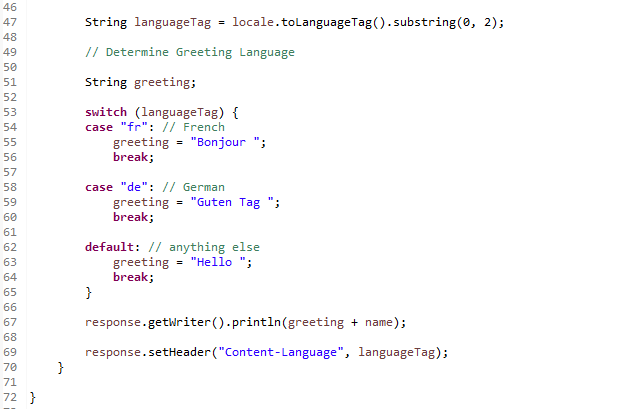 46
47 String languageTag = locale.toLanguageTag().substring(0, 2);
48
49 // Determine Greeting Language
50
51 String greeting;
52
53 switch (languageTag) {
54 case "fr": // French
55 greeting = "Bonjour ";
56 break;
57
58 case "de": // German
59 greeting = "Guten Tag ";
60 break;
61
62 default: // anything else
63 greeting = "Hello ";
64 break;
65 }
66
67 response.getWriter().println(greeting + name);
68
69 response.setHeader("Content-Language", languageTag);
70 }
71
72 }